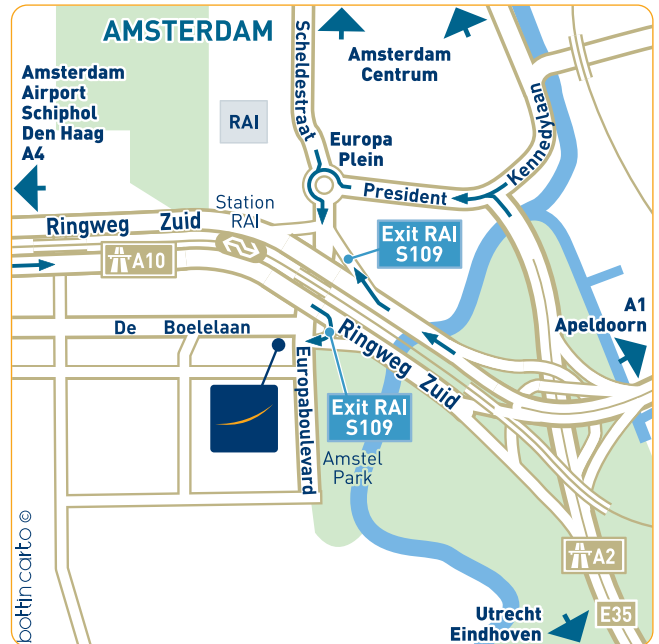 AMSTERDAM
Scheldestraat
Amsterdam
Centrum
Amsterdam
Airport
Schiphol
Den Haag
A4
RAI
Europa
Plein
Kennedylaan
President
Station
RAI
Ringweg Zuid
A10
Exit RAI
S109
A1
Apeldoorn
De Boelelaan
Ringweg Zuid
Europaboulevard
Exit RAI
S109
Amstel
Park
A2
E35
Utrecht
Eindhoven
bottin carto ©